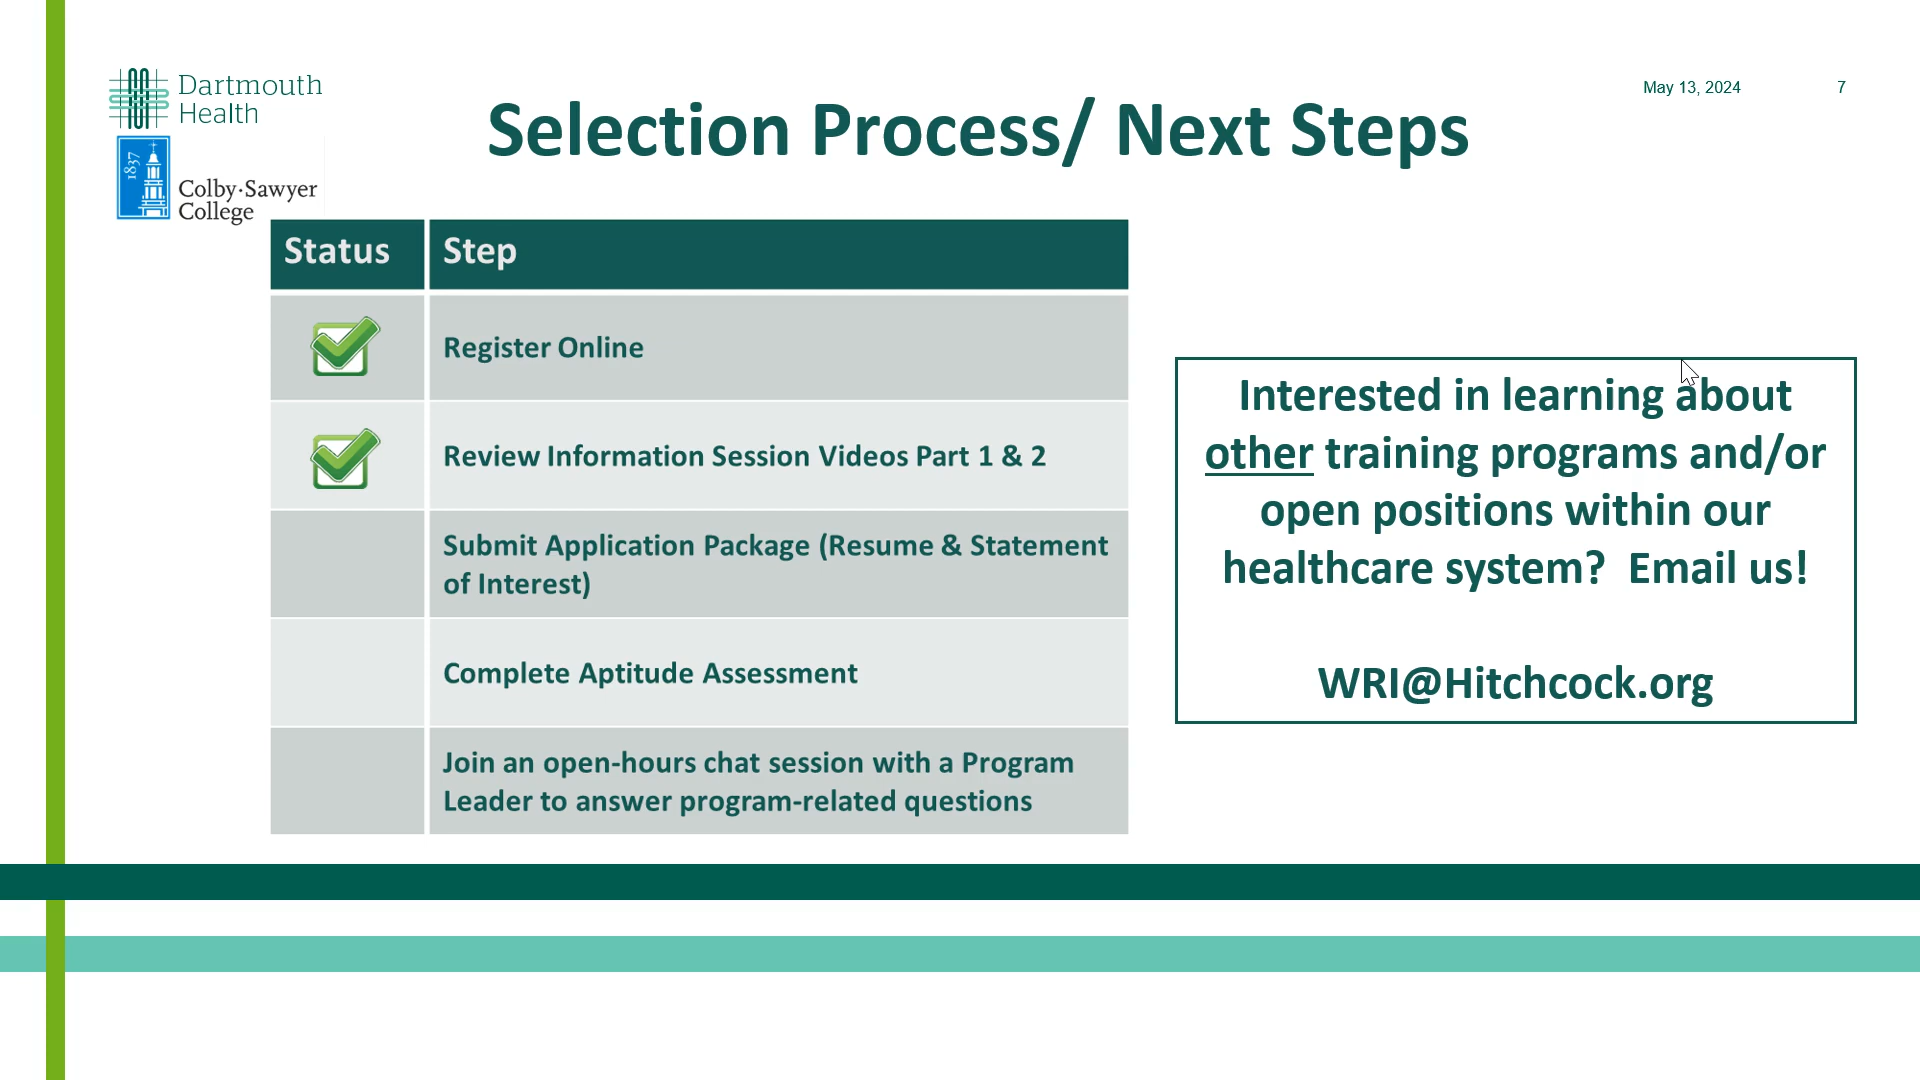 Dartmouth
Health
1837
Colby·Sawyer
College
Selection Process/ Next Steps
May 13, 2024
7
Status
Step
Register Online
Review Information Session Videos Part 1 & 2
Submit Application Package (Resume & Statement
of Interest)
Complete Aptitude Assessment
Join an open-hours chat session with a Program
Leader to answer program-related questions
Interested in learning about
other training programs and/or
open positions within our
healthcare system?  Email us!
WRI@Hitchcock.org